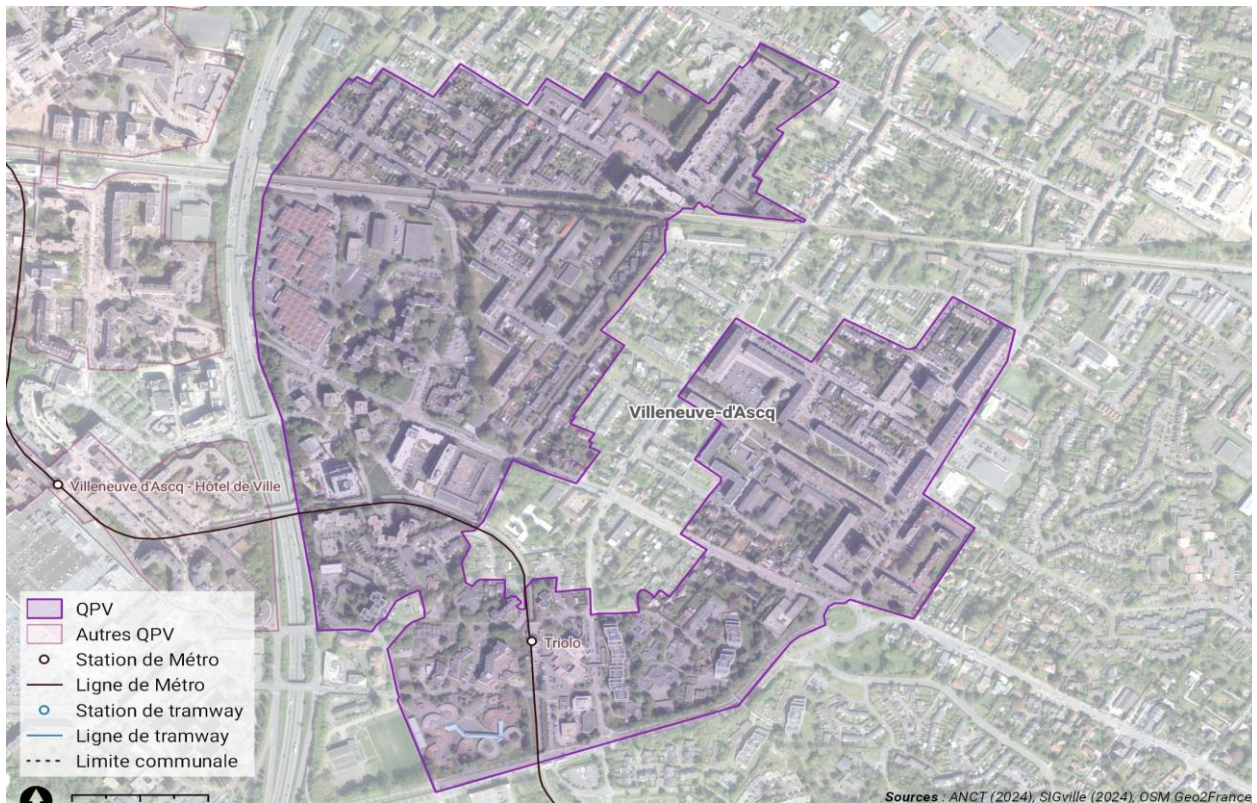 Villeneuve-d'Ascq
Villeneuve d'Ascq - Hôtel de Ville
Triolo
QPV
Autres QPV
Station de Métro
Ligne de Métro
Station de tramway
Ligne de tramway
Limite communale
Sources : ANCT (2024), SIGville (2024), OSM Geo2France